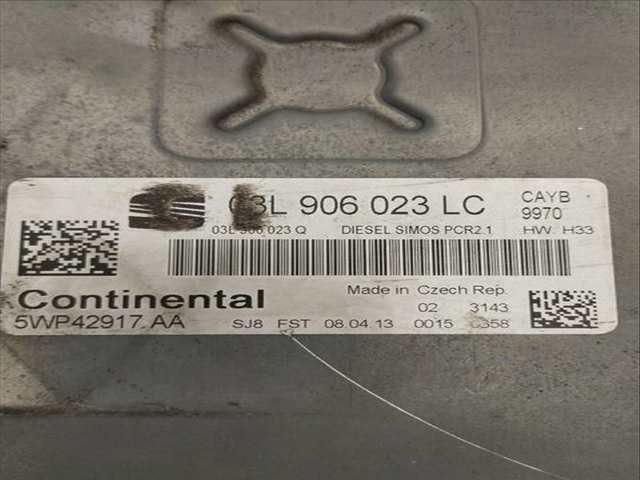 03L 906 023 LC
CAYB
9970
03L 906 023 Q DIESEL SIMOS PCR2.1 HW H33
Continental
Made in Czech Rep.
02 3143
5WP42917 AA
SJ8 FST 08.04.13 0015